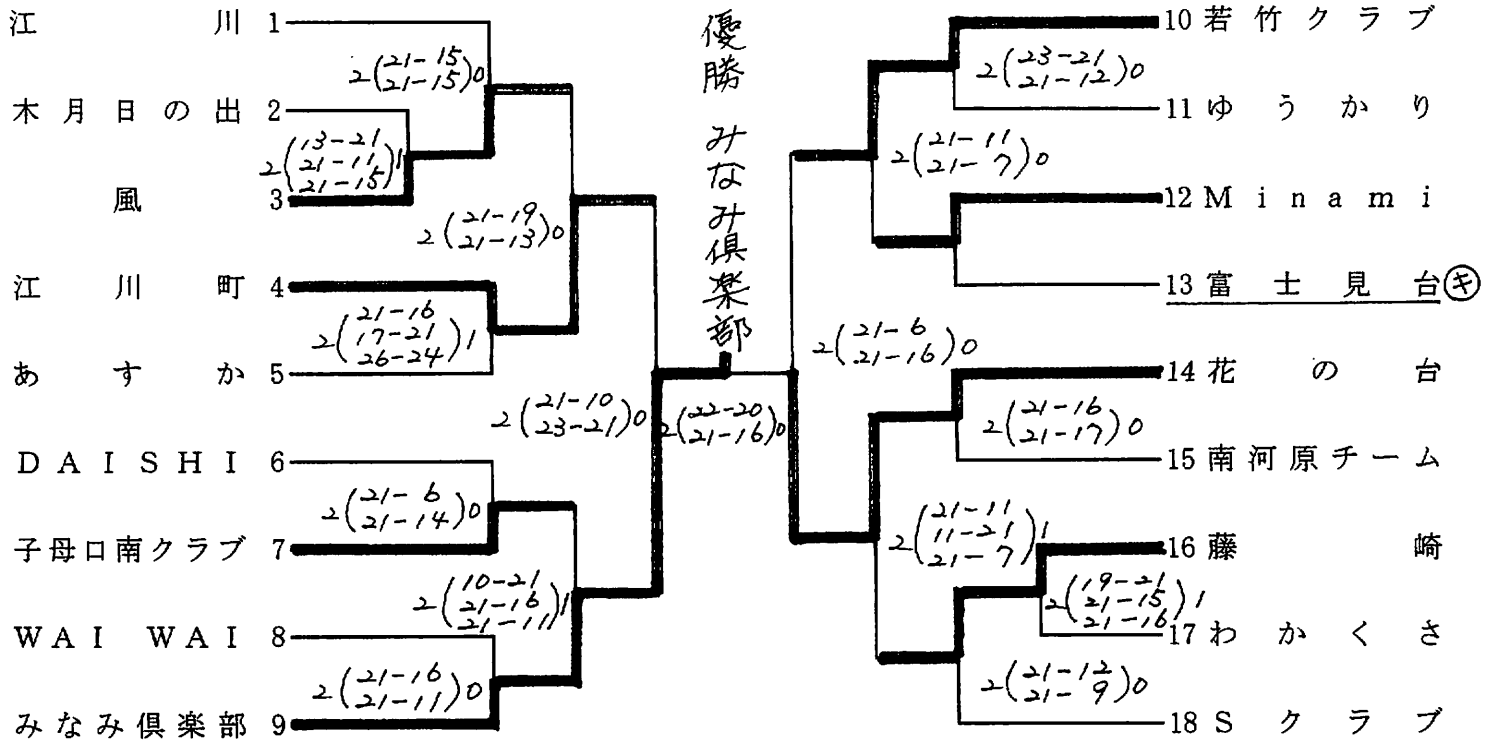 江川 1
2(21-15 21-15)0
木月日の出 2
2(13-21 21-11 21-15)1
風 3
2(21-19 21-13)0
江川町 4
2(21-16 17-21 26-24)1
あすか 5
2(21-10 23-21)0
DAISHI 6
2(21-6 21-14)0
子母口南クラブ 7
2(10-21 21-16 21-11)1
WAI WAI 8
2(21-16 21-11)0
みなみ倶楽部 9
優勝 みなみ倶楽部
2(22-20 21-16)0
10 若竹クラブ
2(23-21 21-12)0
11 ゆうかり
2(21-11 21-7)0
12 Minami
13 富士見台 キ
2(21-6 21-16)0
14 花の台
2(21-16 21-17)0
15 南河原チーム
2(21-11 11-21 21-7)1
16 藤崎
2(19-21 21-15 21-16)1
17 わかくさ
2(21-12 21-9)0
18 Sクラブ